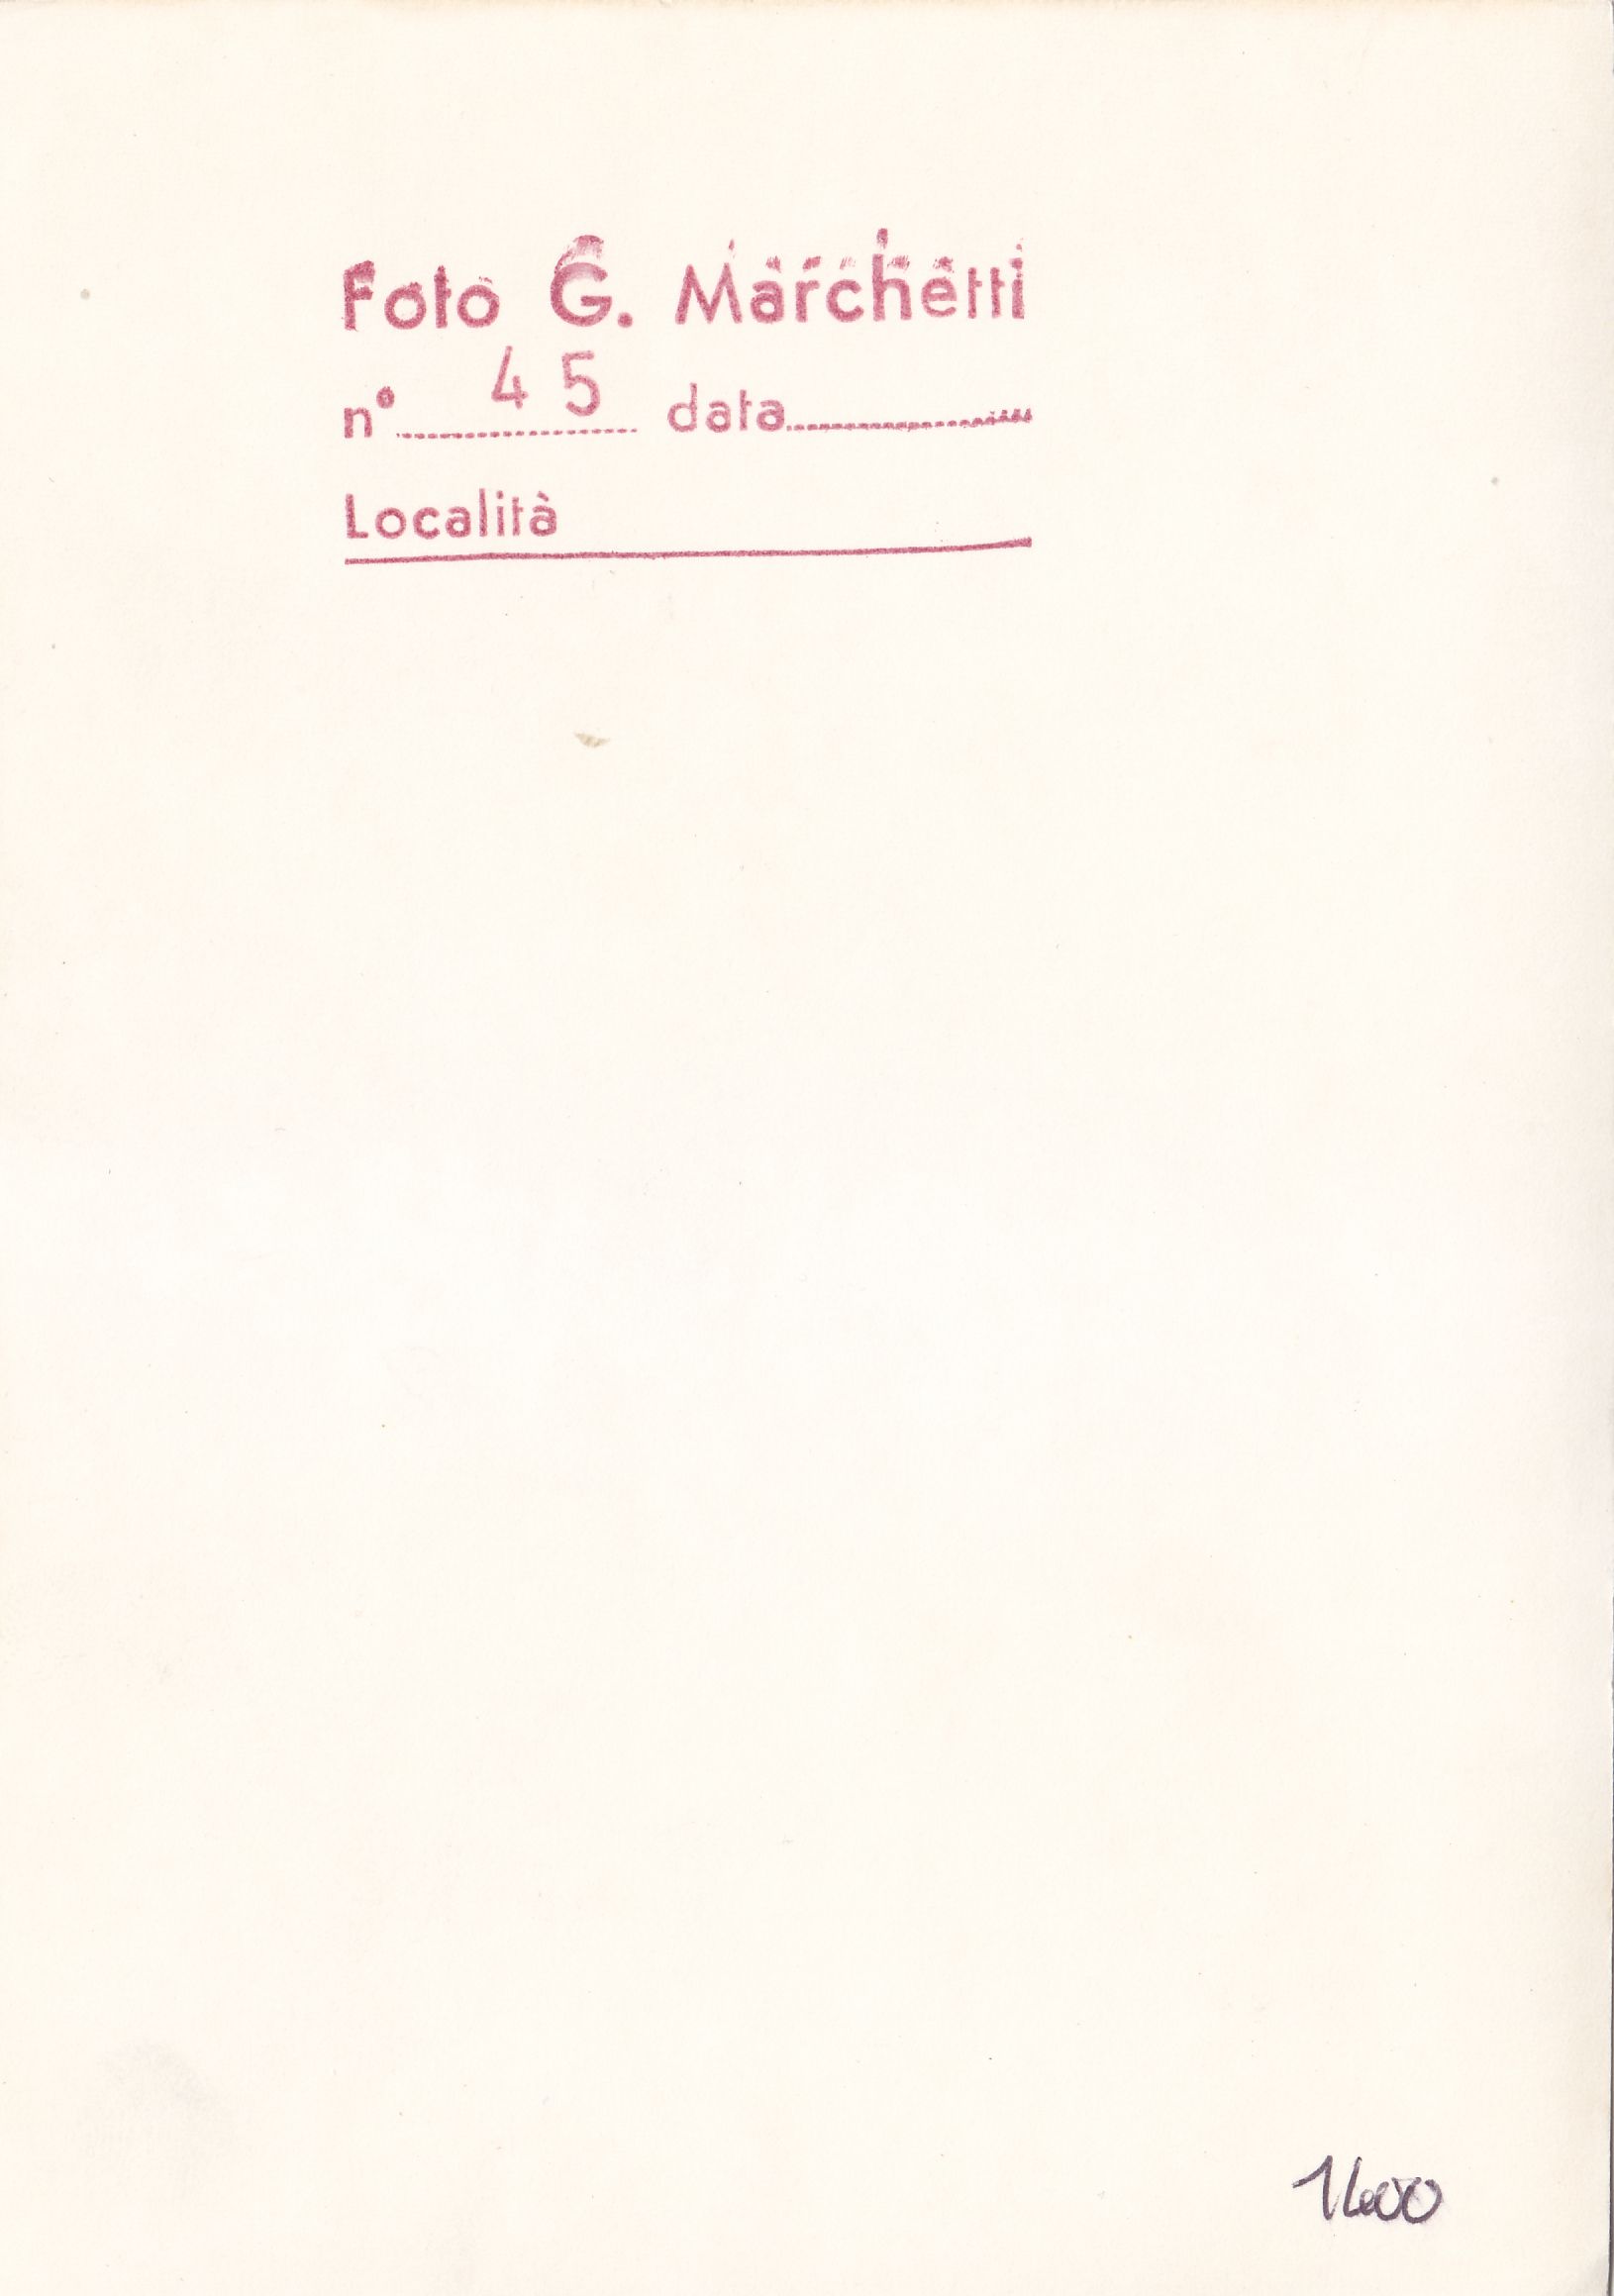 Foto G. Marchetti
n° 45 data
Località
1600